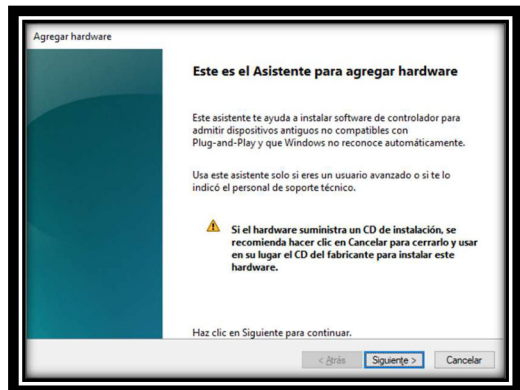 Agregar hardware
Este es el Asistente para agregar hardware
Este asistente te ayuda a instalar software de controlador para
admitir dispositivos antiguos no compatibles con
Plug-and-Play y que Windows no reconoce automáticamente.
Usa este asistente solo si eres un usuario avanzado o si te lo
indicó el personal de soporte técnico.
Si el hardware suministra un CD de instalación, se
recomienda hacer clic en Cancelar para cerrarlo y usar
en su lugar el CD del fabricante para instalar este
hardware.
Haz clic en Siguiente para continuar.
< Atrás Siguiente > Cancelar